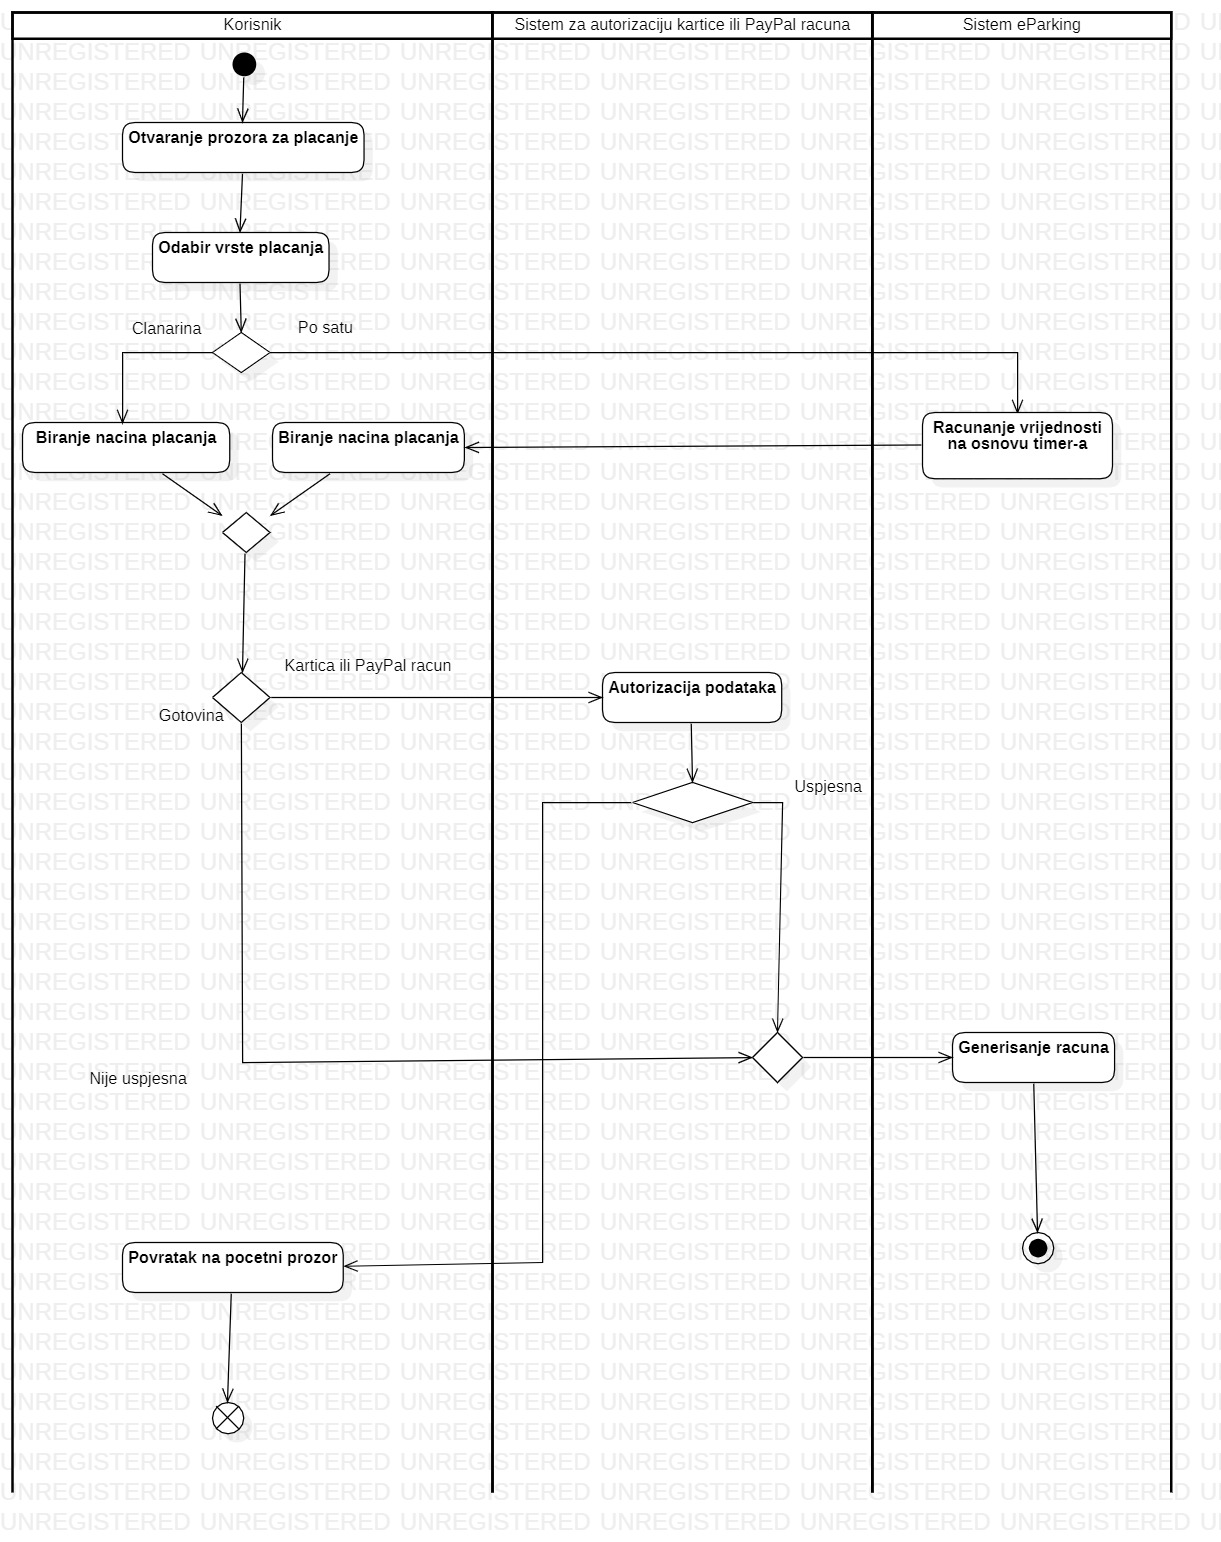 Korisnik
Sistem za autorizaciju kartice ili PayPal racuna
Sistem eParking
Otvaranje prozora za placanje
Odabir vrste placanja
Clanarina
Po satu
Biranje nacina placanja
Biranje nacina placanja
Racunanje vrijednosti
na osnovu timer-a
Kartica ili PayPal racun
Gotovina
Autorizacija podataka
Uspjesna
Nije uspjesna
Generisanje racuna
Povratak na pocetni prozor
UNREGISTERED